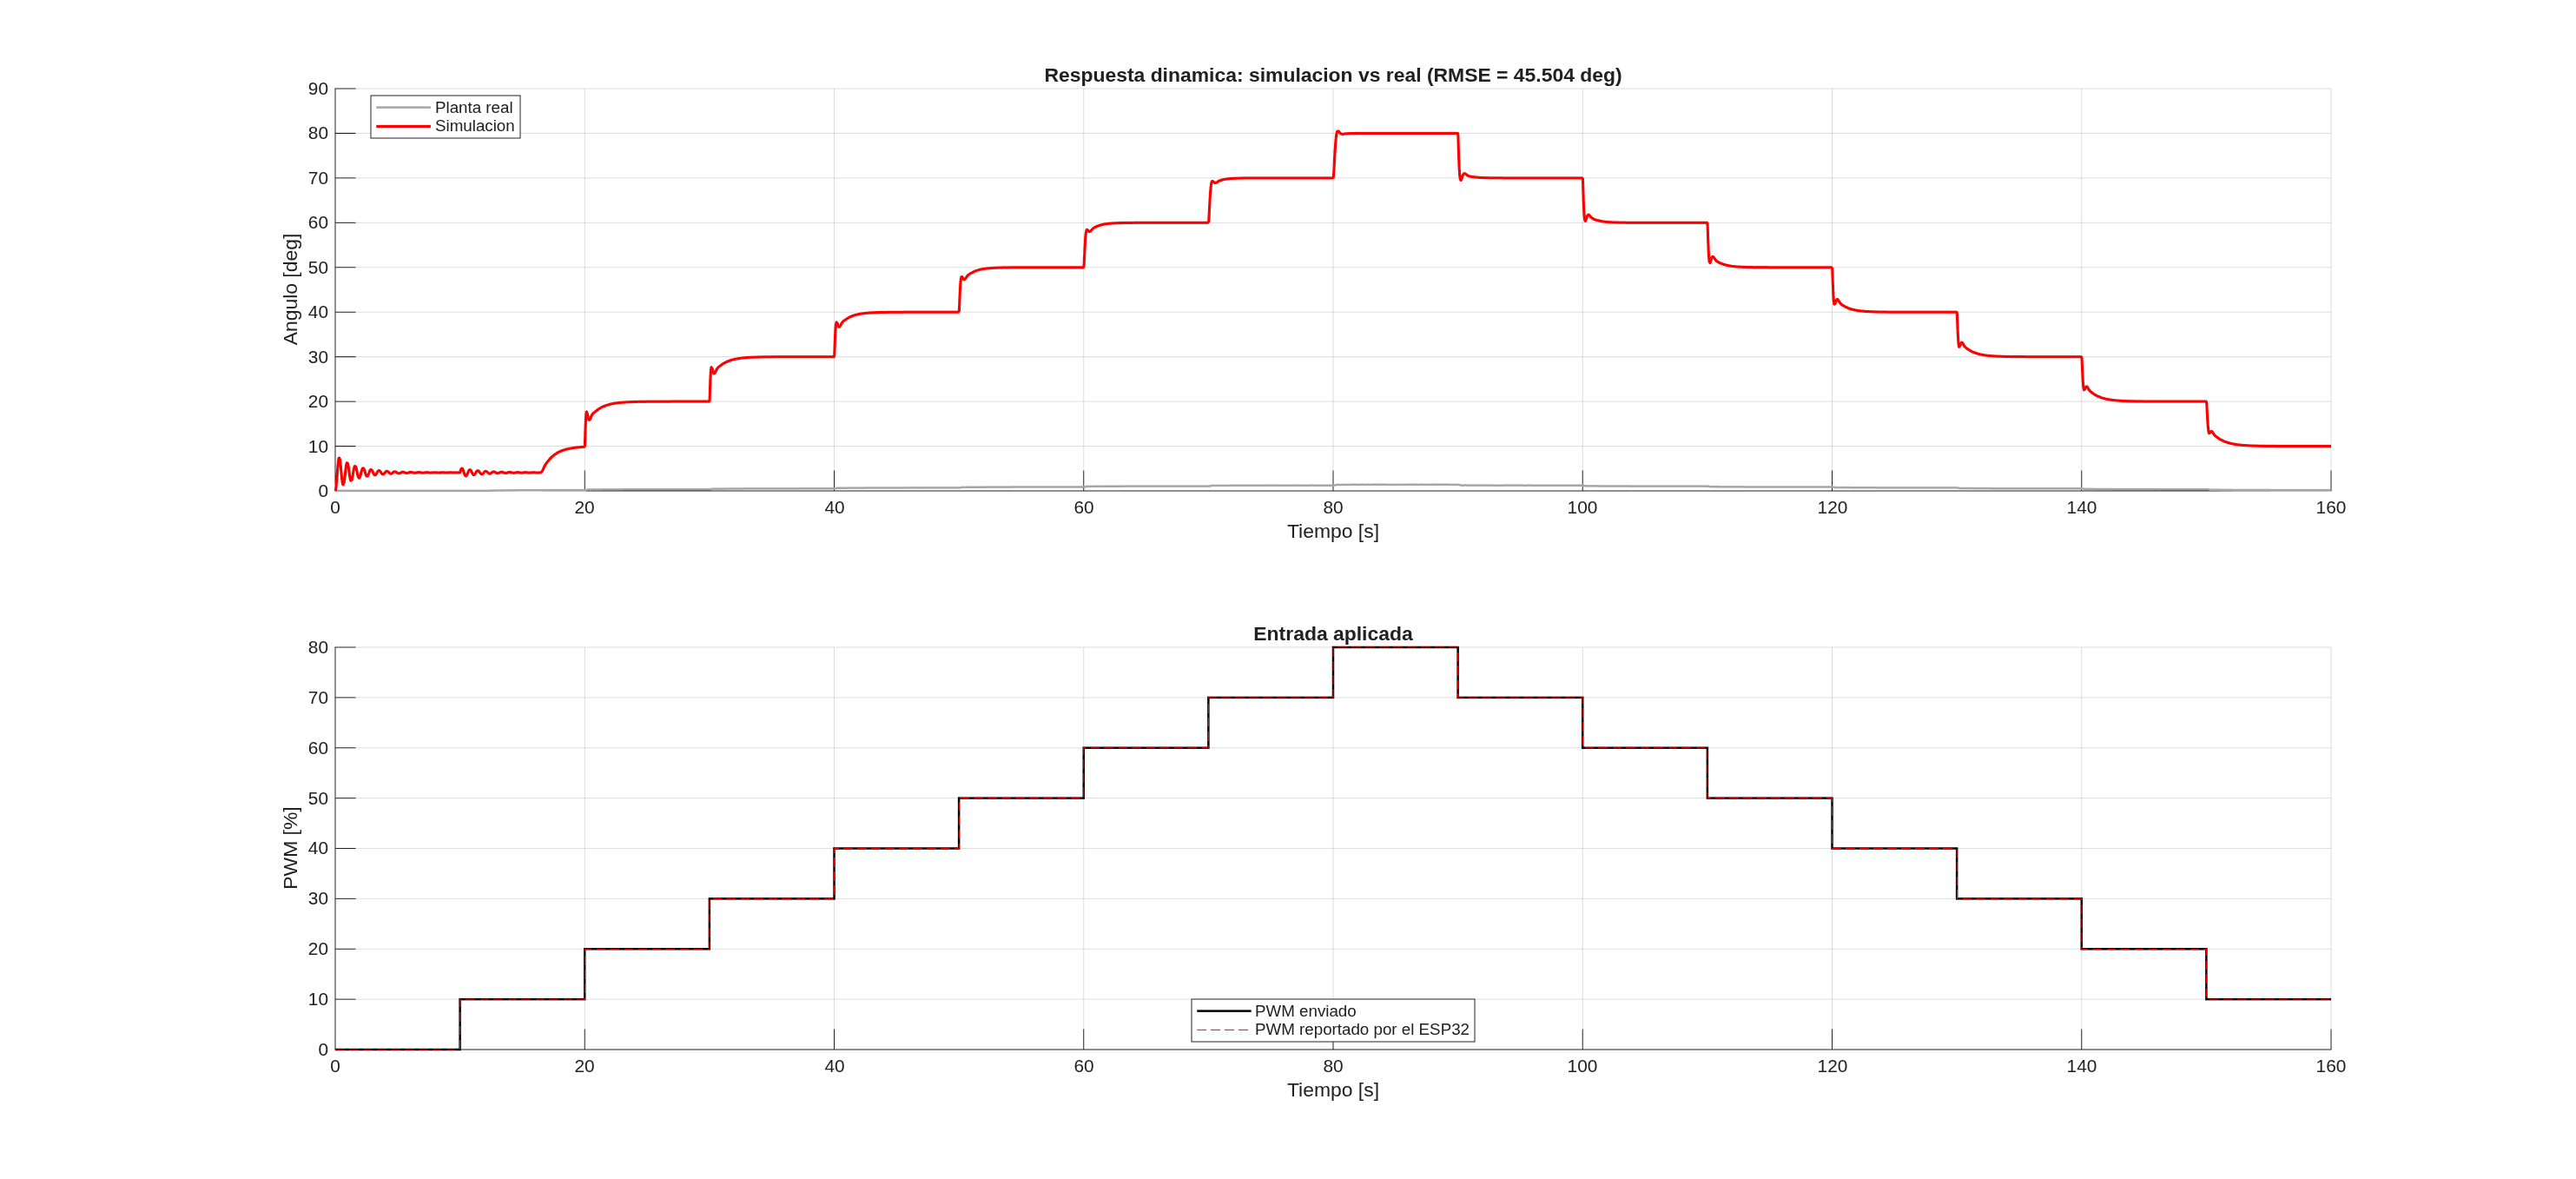 Respuesta dinamica: simulacion vs real (RMSE = 45.504 deg)
Planta real
Simulacion
Angulo [deg]
90
80
70
60
50
40
30
20
10
0
0 20 40 60 80 100 120 140 160
Tiempo [s]
Entrada aplicada
PWM [%]
80
70
60
50
40
30
20
10
0
PWM enviado
PWM reportado por el ESP32
0 20 40 60 80 100 120 140 160
Tiempo [s]